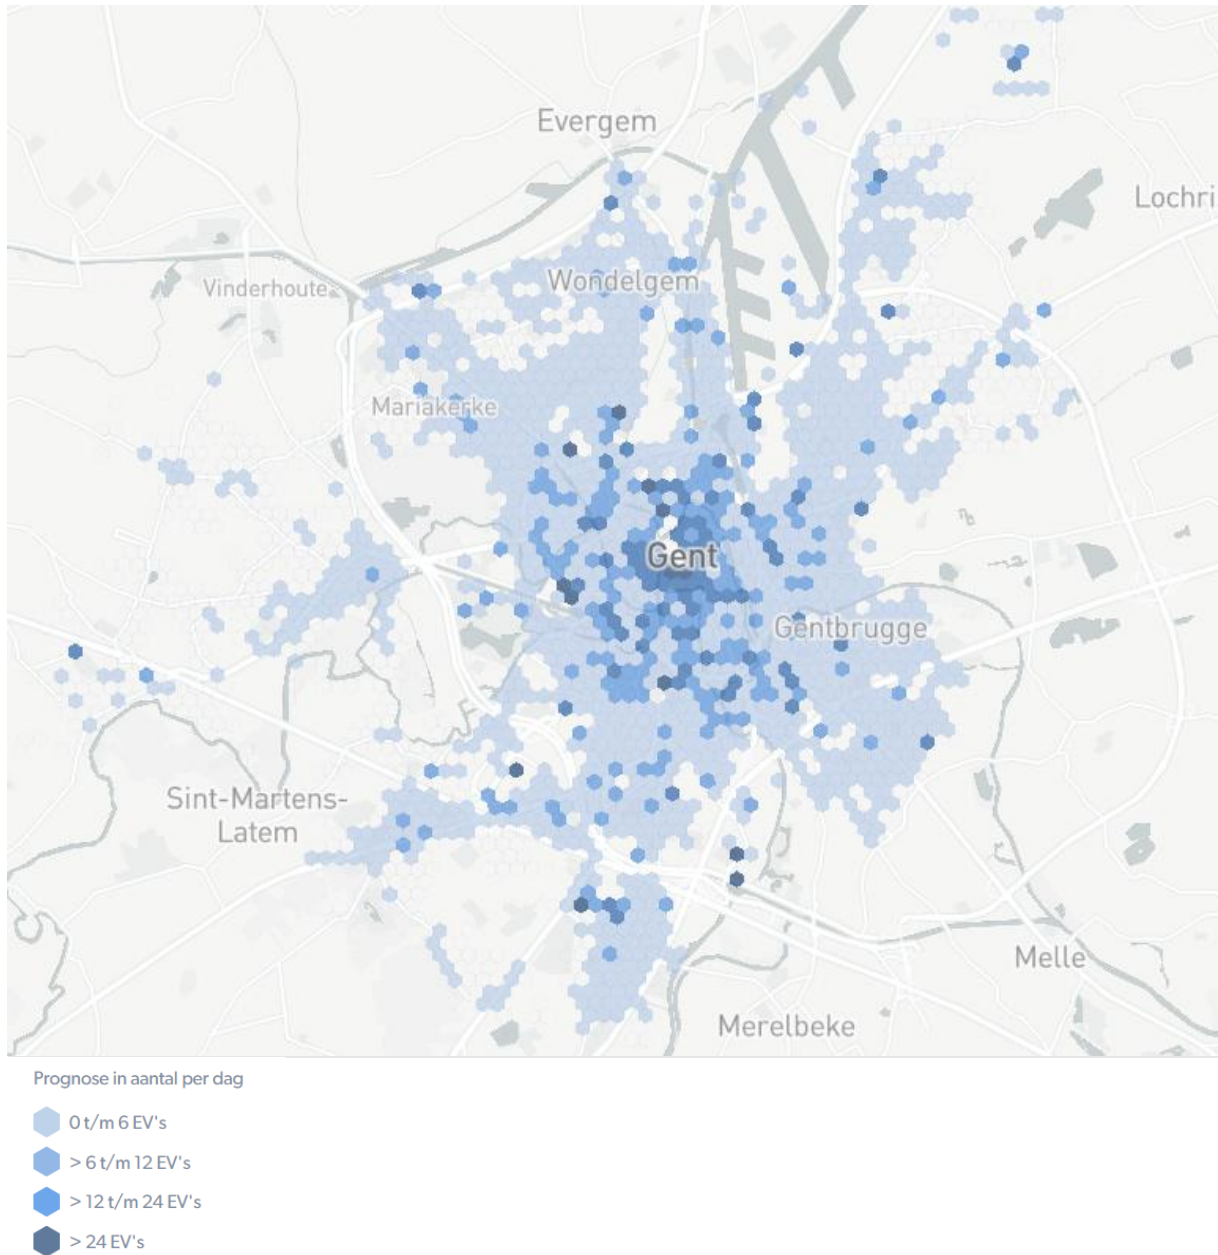 Evergem
Lochri
Vinderhoute
Wondelgem
Mariakerke
Gent
Gentbrugge
Sint-Martens-
Latem
Melle
Merelbeke
Prognose in aantal per dag
0 t/m 6 EV's
> 6 t/m 12 EV's
> 12 t/m 24 EV's
> 24 EV's